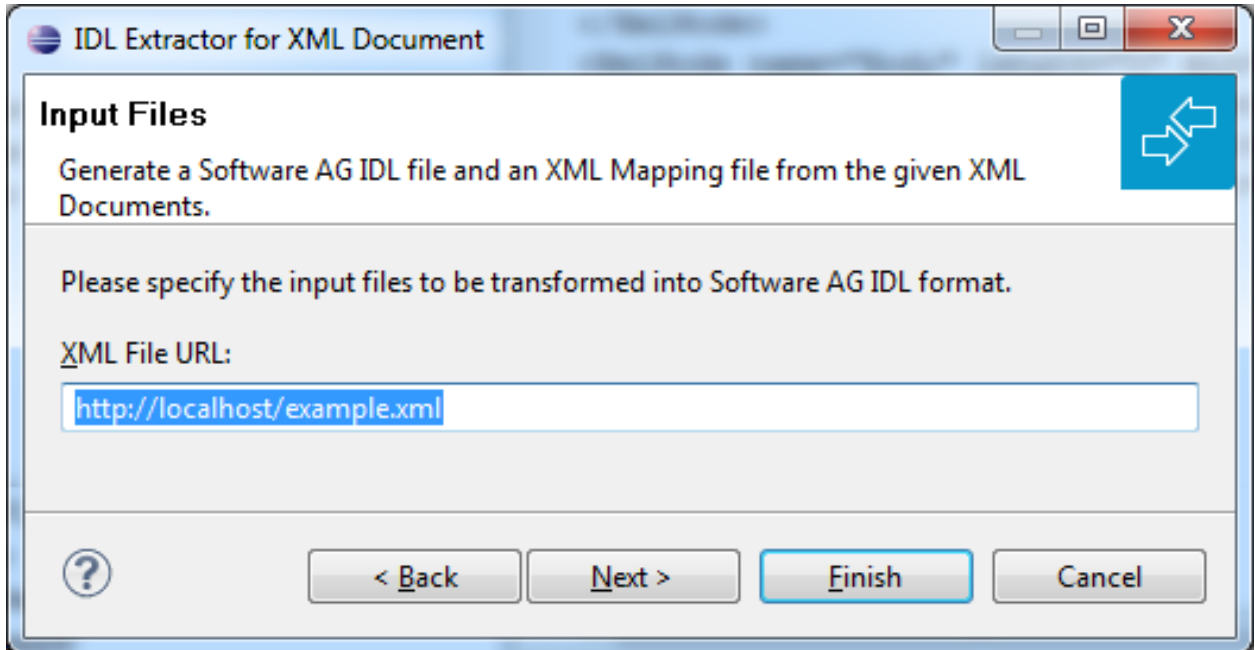 IDL Extractor for XML Document
Input Files
Generate a Software AG IDL file and an XML Mapping file from the given XML
Documents.
Please specify the input files to be transformed into Software AG IDL format.
XML File URL:
http://localhost/example.xml
< Back
Next >
Finish
Cancel